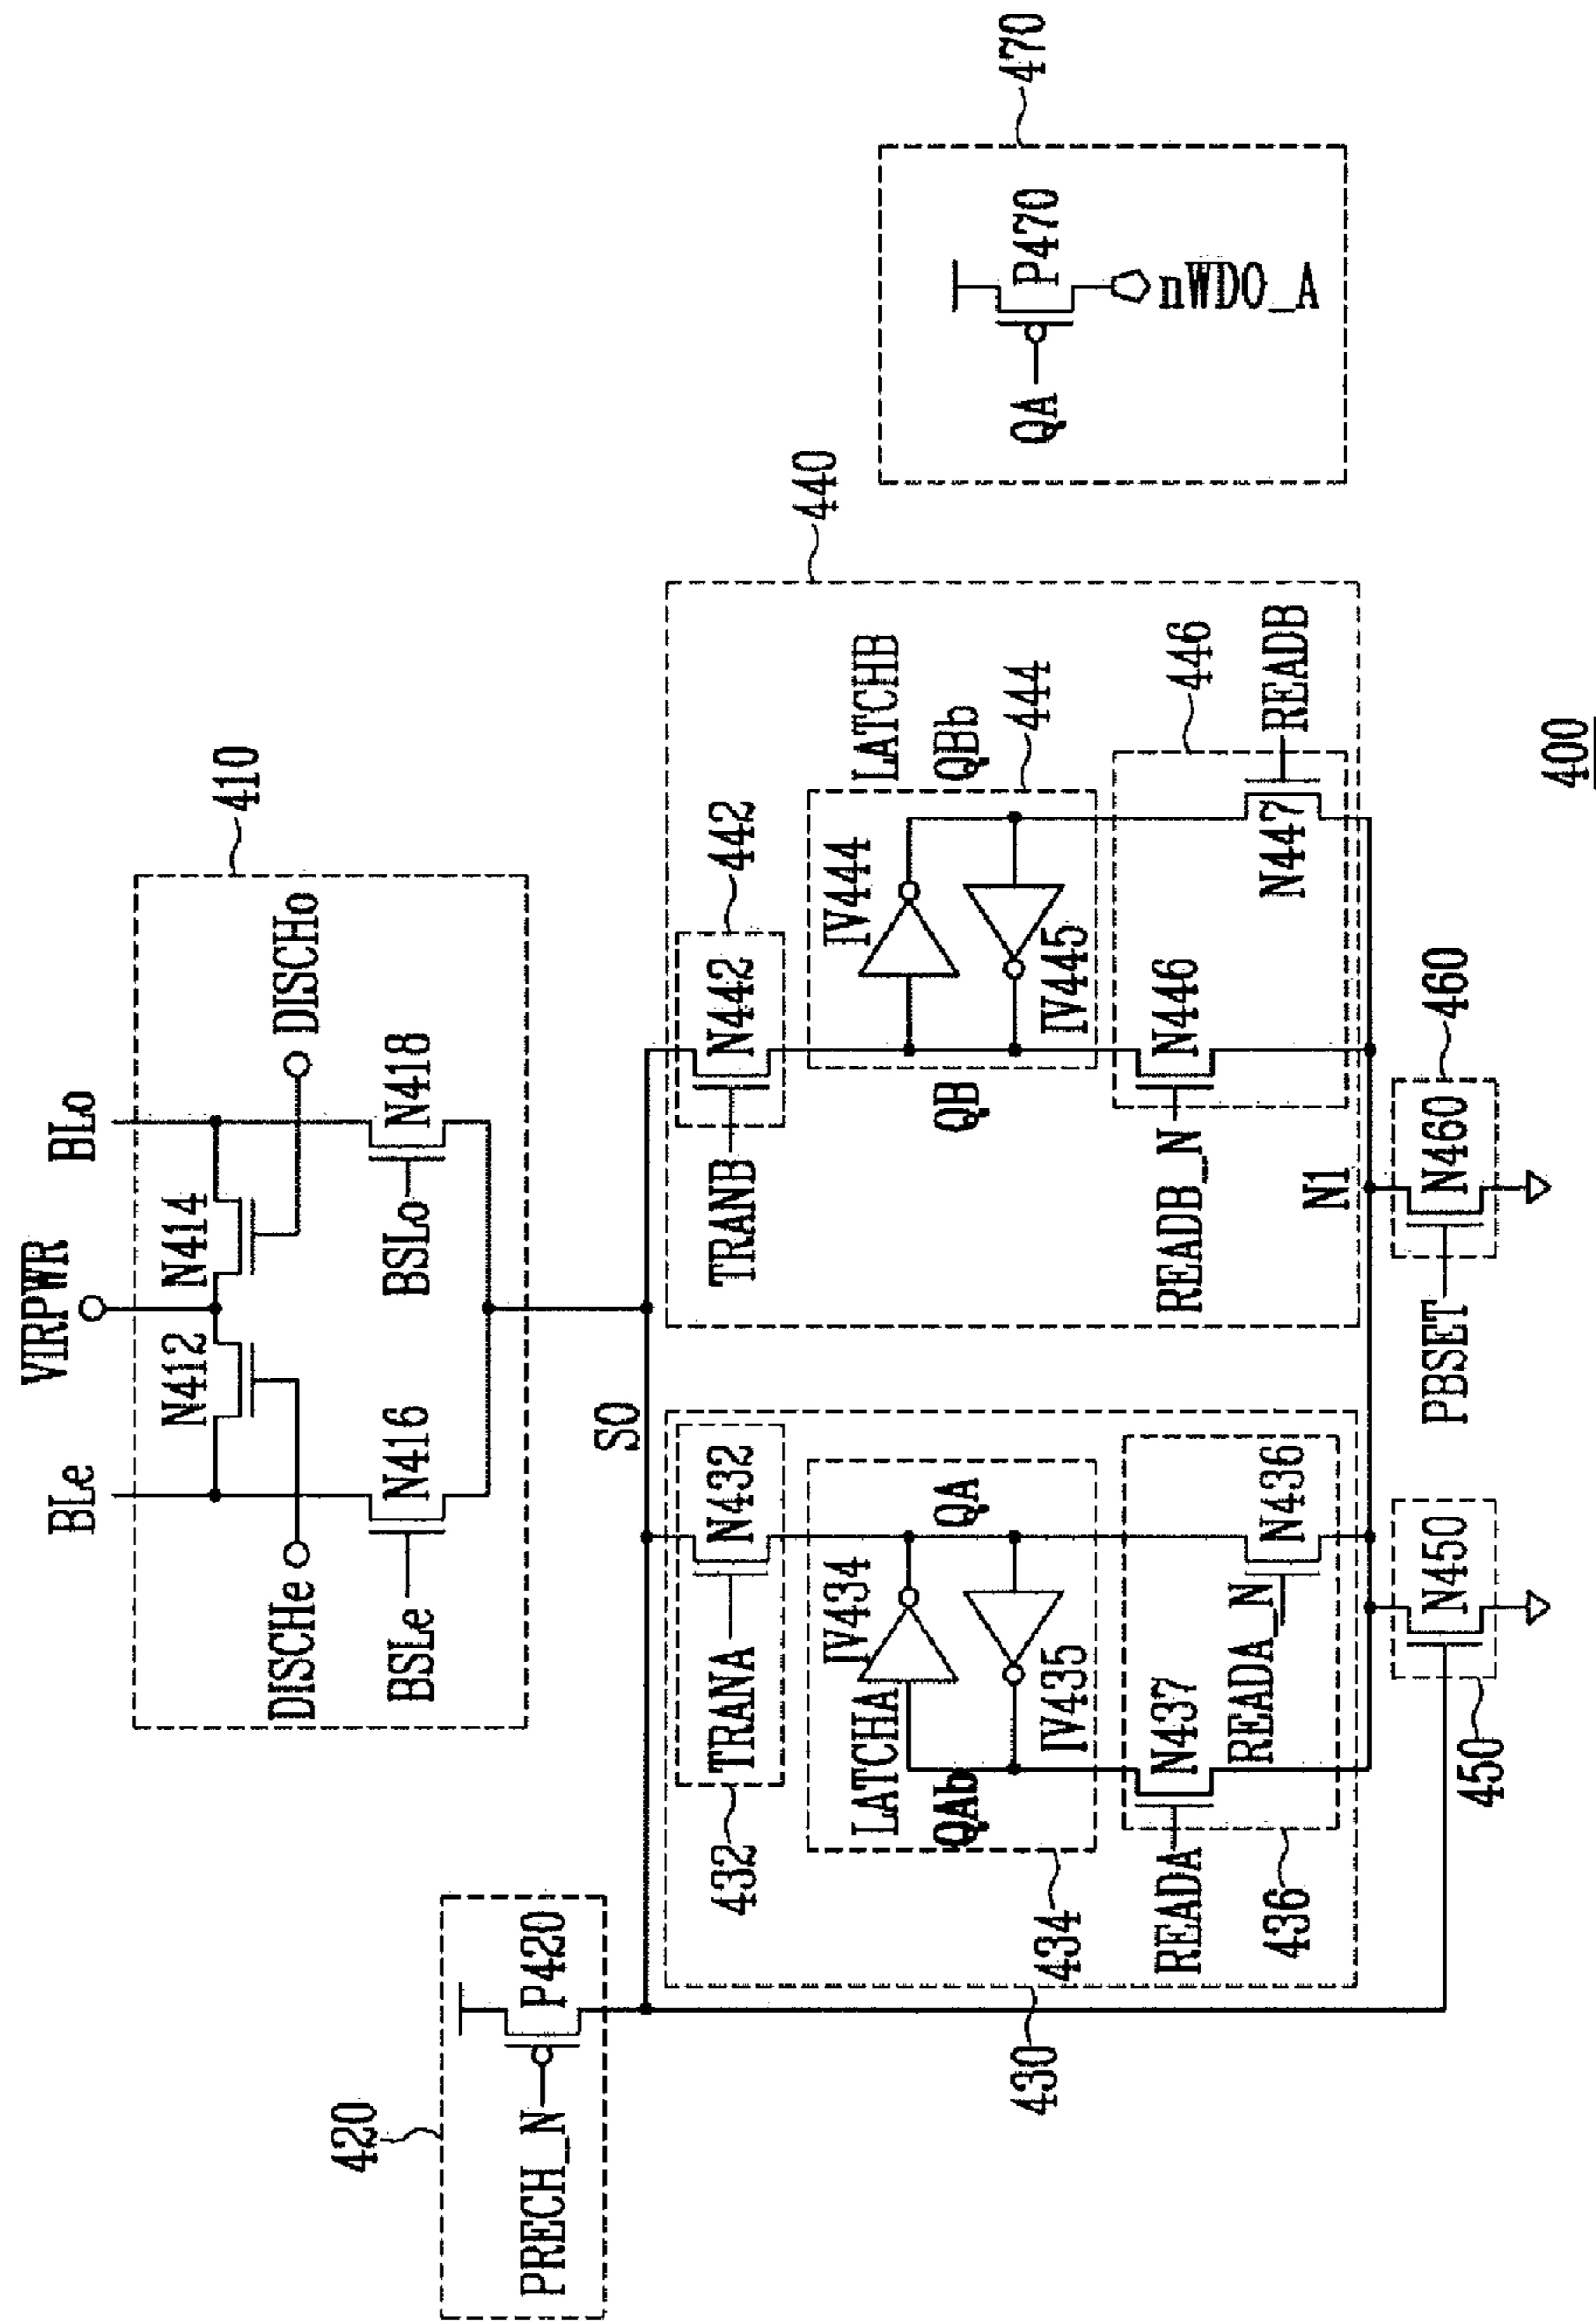 VIRPWR
BLe
BLo
410
N412
N414
DISCHe
DISCHo
N416
N418
BSLe
BSLo
420
P420
PRECH_N
SO
432
N432
TRANA
442
N442
TRANB
440
LATCHA
IV434
QAb
QA
IV435
434
IV444
LATCHB
QB
QBb
IV445
444
READA
N437
READA_N
N436
436
READB_N
N446
N447
446
READB
430
N1
450
N450
PBSET
N460
460
470
P470
QA
nWDO_A
400